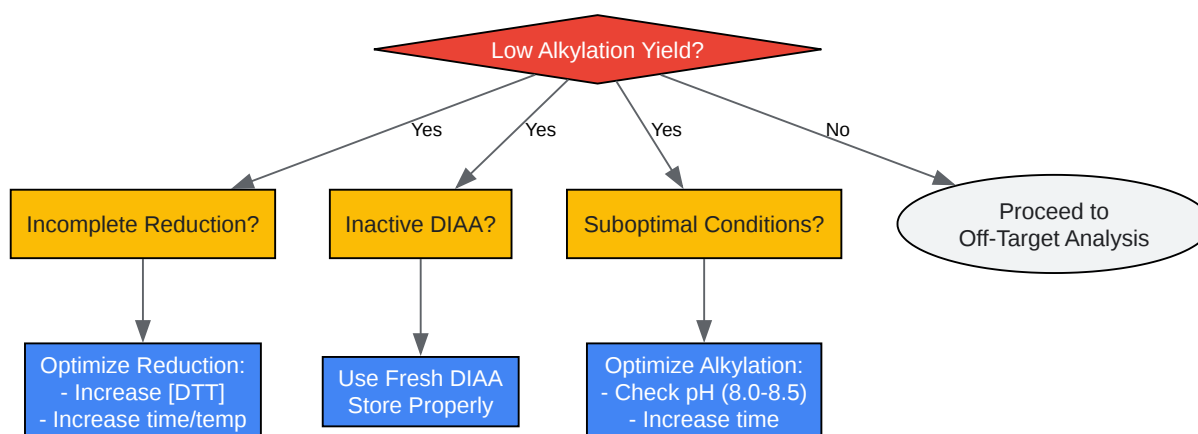 Low Alkylation Yield?
Yes
Yes
Yes
No
Incomplete Reduction?
Inactive DIAA?
Suboptimal Conditions?
Proceed to
Off-Target Analysis
Optimize Reduction:
- Increase [DTT]
- Increase time/temp
Use Fresh DIAA
Store Properly
Optimize Alkylation:
- Check pH (8.0-8.5)
- Increase time